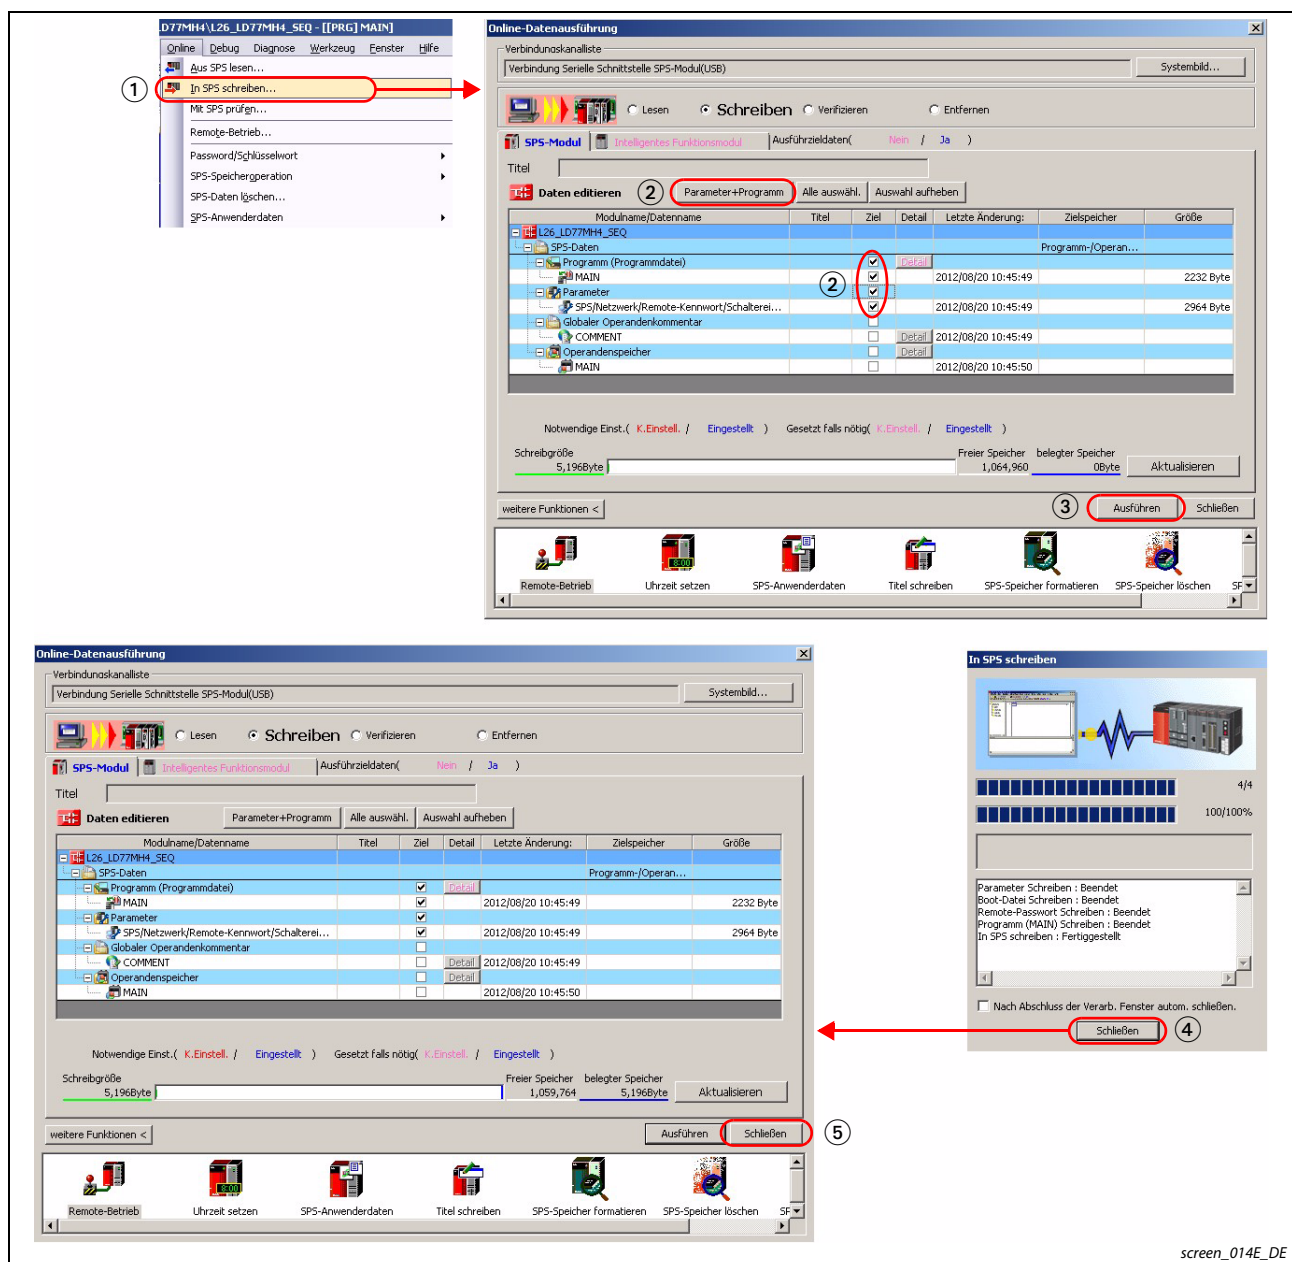 .D77MH4\L26_LD77MH4_SEQ - [[PRG] MAIN]
Online Debug Diagnose Werkzeug Fenster Hilfe
Aus SPS lesen...
1 In SPS schreiben...
Mit SPS prüfen...
Remote-Betrieb...
Password/Schlüsselwort
SPS-Speicheroperation
SPS-Daten löschen...
SPS-Anwenderdaten
Online-Datenausführung
Verbindungskanalliste
Verbindung Serielle Schnittstelle SPS-Modul(USB) Systembild...
Lesen Schreiben Verifizieren Entfernen
SPS-Modul Intelligentes Funktionsmodul Ausführzieldaten( Nein / Ja )
Titel
Daten editieren 2 Parameter+Programm Alle auswähl. Auswahl aufheben
Modulname/Datenname Titel Ziel Detail Letzte Änderung: Zielspeicher Größe
L26_LD77MH4_SEQ
SPS-Daten Programm-/Operan...
Programm (Programmdatei) Detail
MAIN 2012/08/20 10:45:49 2232 Byte
2
Parameter
SPS/Netzwerk/Remote-Kennwort/Schalterei... 2012/08/20 10:45:49 2964 Byte
Globaler Operandenkommentar
COMMENT Detail 2012/08/20 10:45:49
Operandenspeicher Detail
MAIN 2012/08/20 10:45:50
Notwendige Einst.( K.Einstell. / Eingestellt ) Gesetzt falls nötig( K.Einstell. / Eingestellt )
Schreibgröße Freier Speicher belegter Speicher
5,196Byte 1,064,960 0Byte Aktualisieren
weitere Funktionen < 3 Ausführen Schließen
Remote-Betrieb Uhrzeit setzen SPS-Anwenderdaten Titel schreiben SPS-Speicher formatieren SPS-Speicher löschen SF
Online-Datenausführung
Verbindungskanalliste
Verbindung Serielle Schnittstelle SPS-Modul(USB) Systembild...
Lesen Schreiben Verifizieren Entfernen
SPS-Modul Intelligentes Funktionsmodul Ausführzieldaten( Nein / Ja )
Titel
Daten editieren Parameter+Programm Alle auswähl. Auswahl aufheben
Modulname/Datenname Titel Ziel Detail Letzte Änderung: Zielspeicher Größe
L26_LD77MH4_SEQ
SPS-Daten Programm-/Operan...
Programm (Programmdatei) Detail
MAIN 2012/08/20 10:45:49 2232 Byte
Parameter
SPS/Netzwerk/Remote-Kennwort/Schalterei... 2012/08/20 10:45:49 2964 Byte
Globaler Operandenkommentar
COMMENT Detail 2012/08/20 10:45:49
Operandenspeicher Detail
MAIN 2012/08/20 10:45:50
Notwendige Einst.( K.Einstell. / Eingestellt ) Gesetzt falls nötig( K.Einstell. / Eingestellt )
Schreibgröße Freier Speicher belegter Speicher
5,196Byte 1,059,764 5,196Byte Aktualisieren
weitere Funktionen < Ausführen Schließen 5
Remote-Betrieb Uhrzeit setzen SPS-Anwenderdaten Titel schreiben SPS-Speicher formatieren SPS-Speicher löschen SF
In SPS schreiben
4/4
100/100%
Parameter Schreiben : Beendet
Boot-Datei Schreiben : Beendet
Remote-Passwort Schreiben : Beendet
Programm (MAIN) Schreiben : Beendet
In SPS schreiben : Fertiggestellt
Nach Abschluss der Verarb. Fenster autom. schließen.
Schließen 4
screen_014E_DE